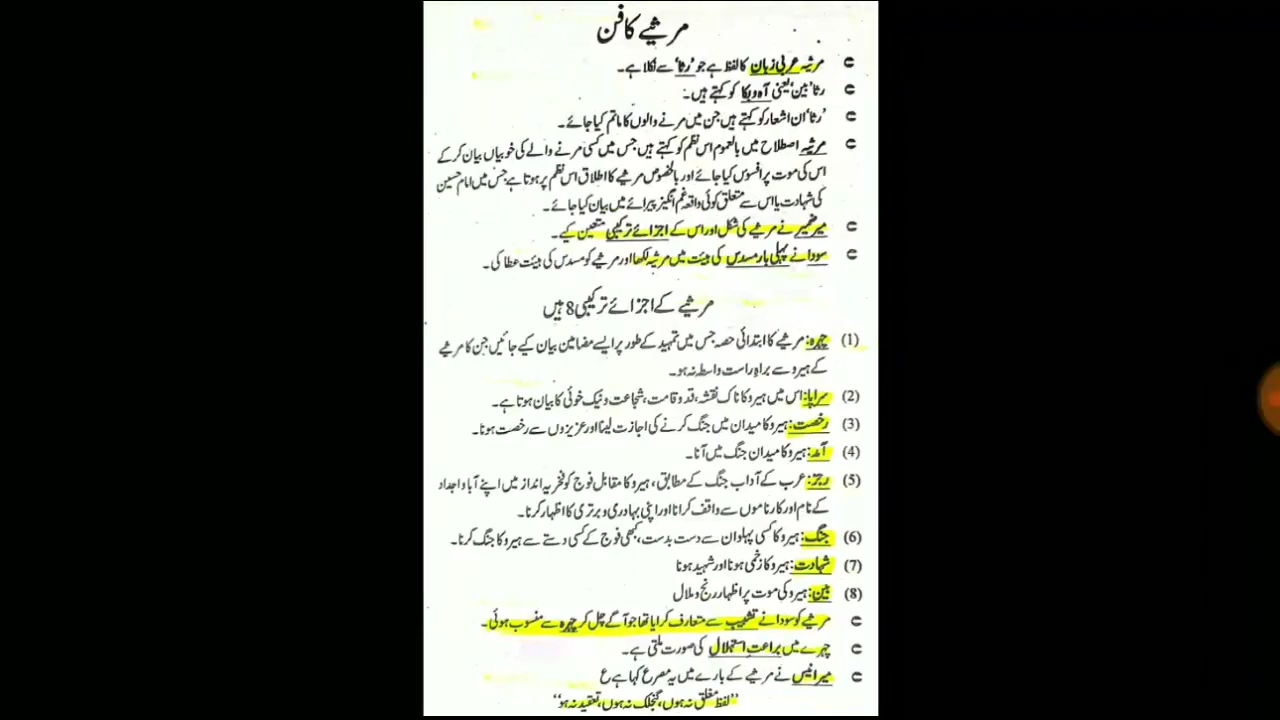 مرثیے کا فن
مرثیہ عربی زبان کا لفظ ہے جو 'رثا' سے نکلا ہے۔
رثا 'بین' یعنی آہ و بکا کو کہتے ہیں۔
'رثا' ان اشعار کو کہتے ہیں جن میں مرنے والوں کا ماتم کیا جائے۔
مرثیہ اصطلاح میں بالعموم اس نظم کو کہتے ہیں جس میں کسی مرنے والے کی خوبیاں بیان کر کے
اس کی موت پر افسوس کیا جائے اور بالخصوص مرثیے کا اطلاق اس نظم پر ہوتا ہے جس میں امام حسین
کی شہادت یا اس سے متعلق کوئی واقعہ غم انگیز پیرائے میں بیان کیا جائے۔
میر ضمیر نے مرثیے کی شکل اور اس کے اجزائے ترکیبی متعین کیے۔
سودا نے پہلی بار مسدس کی ہیئت میں مرثیہ لکھا اور مرثیے کو مسدس کی ہیئت عطا کی۔
مرثیے کے اجزائے ترکیبی 8 ہیں
(1) چہرہ: مرثیے کا ابتدائی حصہ جس میں تمہید کے طور پر ایسے مضامین بیان کیے جائیں جن کا مرثیے
کے ہیرو سے براہِ راست واسطہ نہ ہو۔
(2) سراپا: اس میں ہیرو کا ناک نقشہ، قد و قامت، شجاعت و نیک خوئی کا بیان ہوتا ہے۔
(3) رخصت: ہیرو کا میدان میں جنگ کرنے کی اجازت لینا اور عزیزوں سے رخصت ہونا۔
(4) آمد: ہیرو کا میدان جنگ میں آنا۔
(5) رجز: عرب کے آداب جنگ کے مطابق، ہیرو کا مقابل فوج کو فخریہ انداز میں اپنے آبا و اجداد
کے نام اور کارناموں سے واقف کرانا اور اپنی بہادری و برتری کا اظہار کرنا۔
(6) جنگ: ہیرو کا کسی پہلوان سے دست بدست، کبھی فوج کے کسی دستے سے ہیرو کا جنگ کرنا۔
(7) شہادت: ہیرو کا زخمی ہونا اور شہید ہونا
(8) بین: ہیرو کی موت پر اظہار رنج و ملال
مرثیے کو سودا نے تشبیب سے متعارف کرایا تھا جو آگے چل کر چہرہ سے منسوب ہوئی۔
چہرے میں براعتِ استہلال کی صورت ملتی ہے۔
میر انیس نے مرثیے کے بارے میں یہ مصرع کہا ہے ع
"لفظ مغلق نہ ہوں، گنجلک نہ ہوں، تعقید نہ ہو"